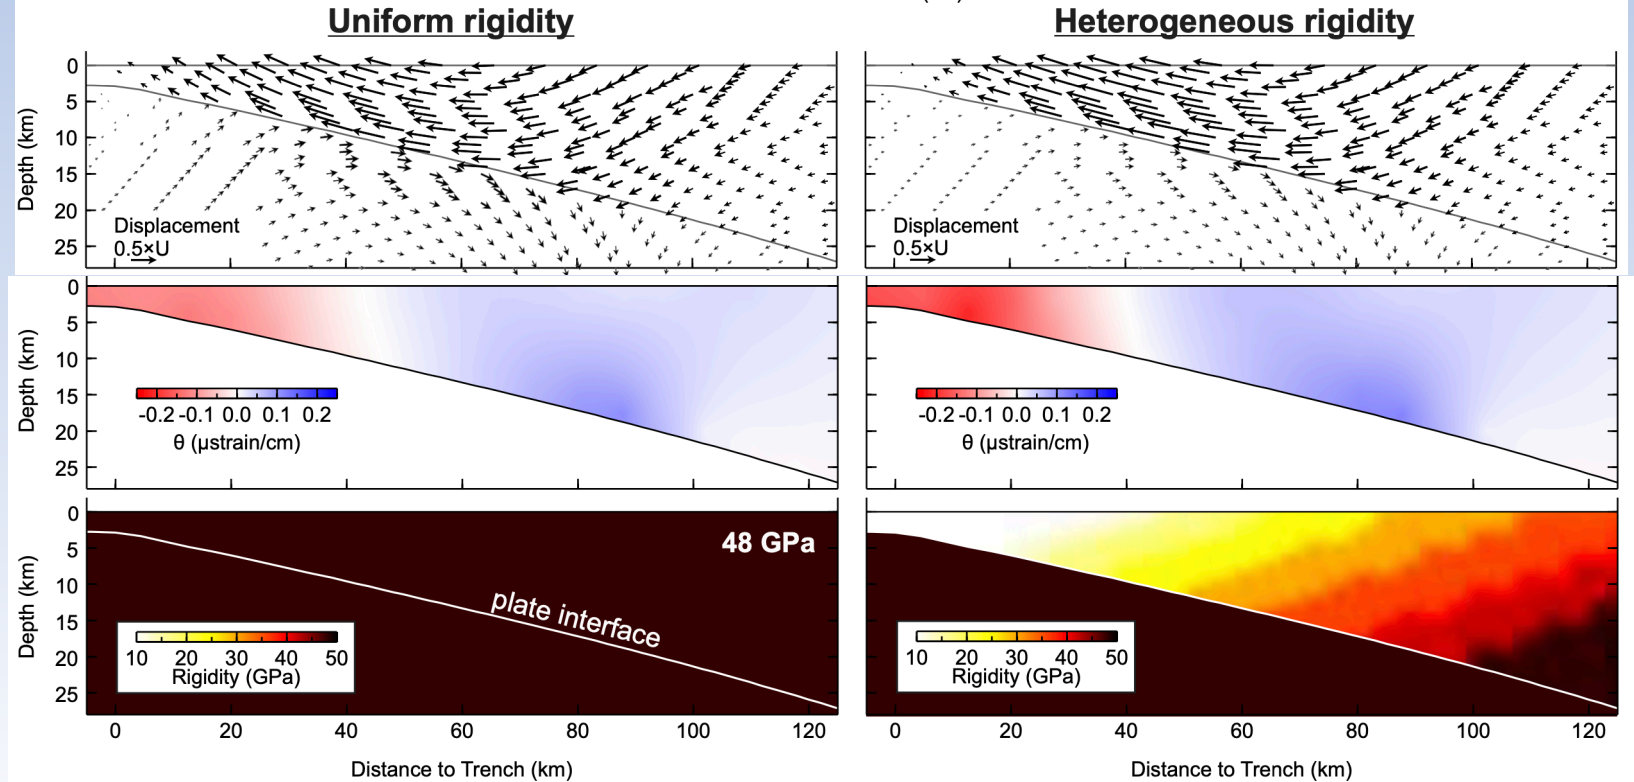 Uniform rigidity
Heterogeneous rigidity
Depth (km)
0
5
10
15
20
25
Displacement
0.5×U
0
5
10
15
20
25
Displacement
0.5×U
Depth (km)
0
5
10
15
20
25
-0.2 -0.1 0.0 0.1 0.2
θ (μstrain/cm)
0
5
10
15
20
25
-0.2 -0.1 0.0 0.1 0.2
θ (μstrain/cm)
Depth (km)
0
5
10
15
20
25
48 GPa
plate interface
10 20 30 40 50
Rigidity (GPa)
0 20 40 60 80 100 120
Distance to Trench (km)
0
5
10
15
20
25
10 20 30 40 50
Rigidity (GPa)
0 20 40 60 80 100 120
Distance to Trench (km)